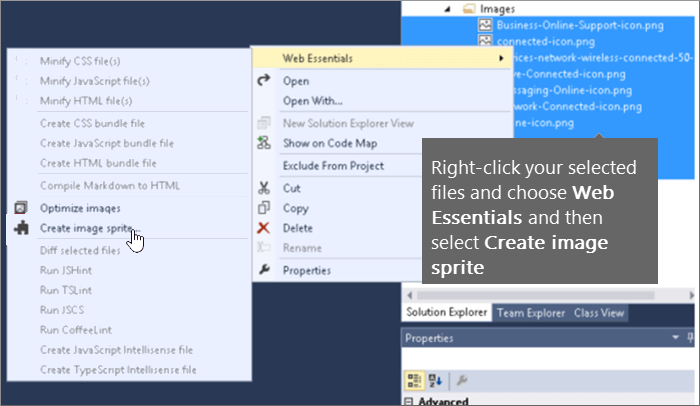 Images
Business-Online-Support-icon.png
connected-icon.png
nces-network-wireless-connected-50-
ve-Connected-icon.png
ssaging-Online-icon.png
work-Connected-icon.png
ne-icon.png
Web Essentials
Open
Open With...
New Solution Explorer View
Show on Code Map
Exclude From Project
Cut
Copy
Delete
Rename
Properties
Minify CSS file(s)
Minify JavaScript file(s)
Minify HTML file(s)
Create CSS bundle file
Create JavaScript bundle file
Create HTML bundle file
Compile Markdown to HTML
Optimize images
Create image sprite...
Diff selected files
Run JSHint
Run TSLint
Run JSCS
Run CoffeeLint
Create JavaScript Intellisense file
Create TypeScript Intellisense file
Right-click your selected
files and choose Web
Essentials and then
select Create image
sprite
Solution Explorer Team Explorer Class View
Properties
Advanced